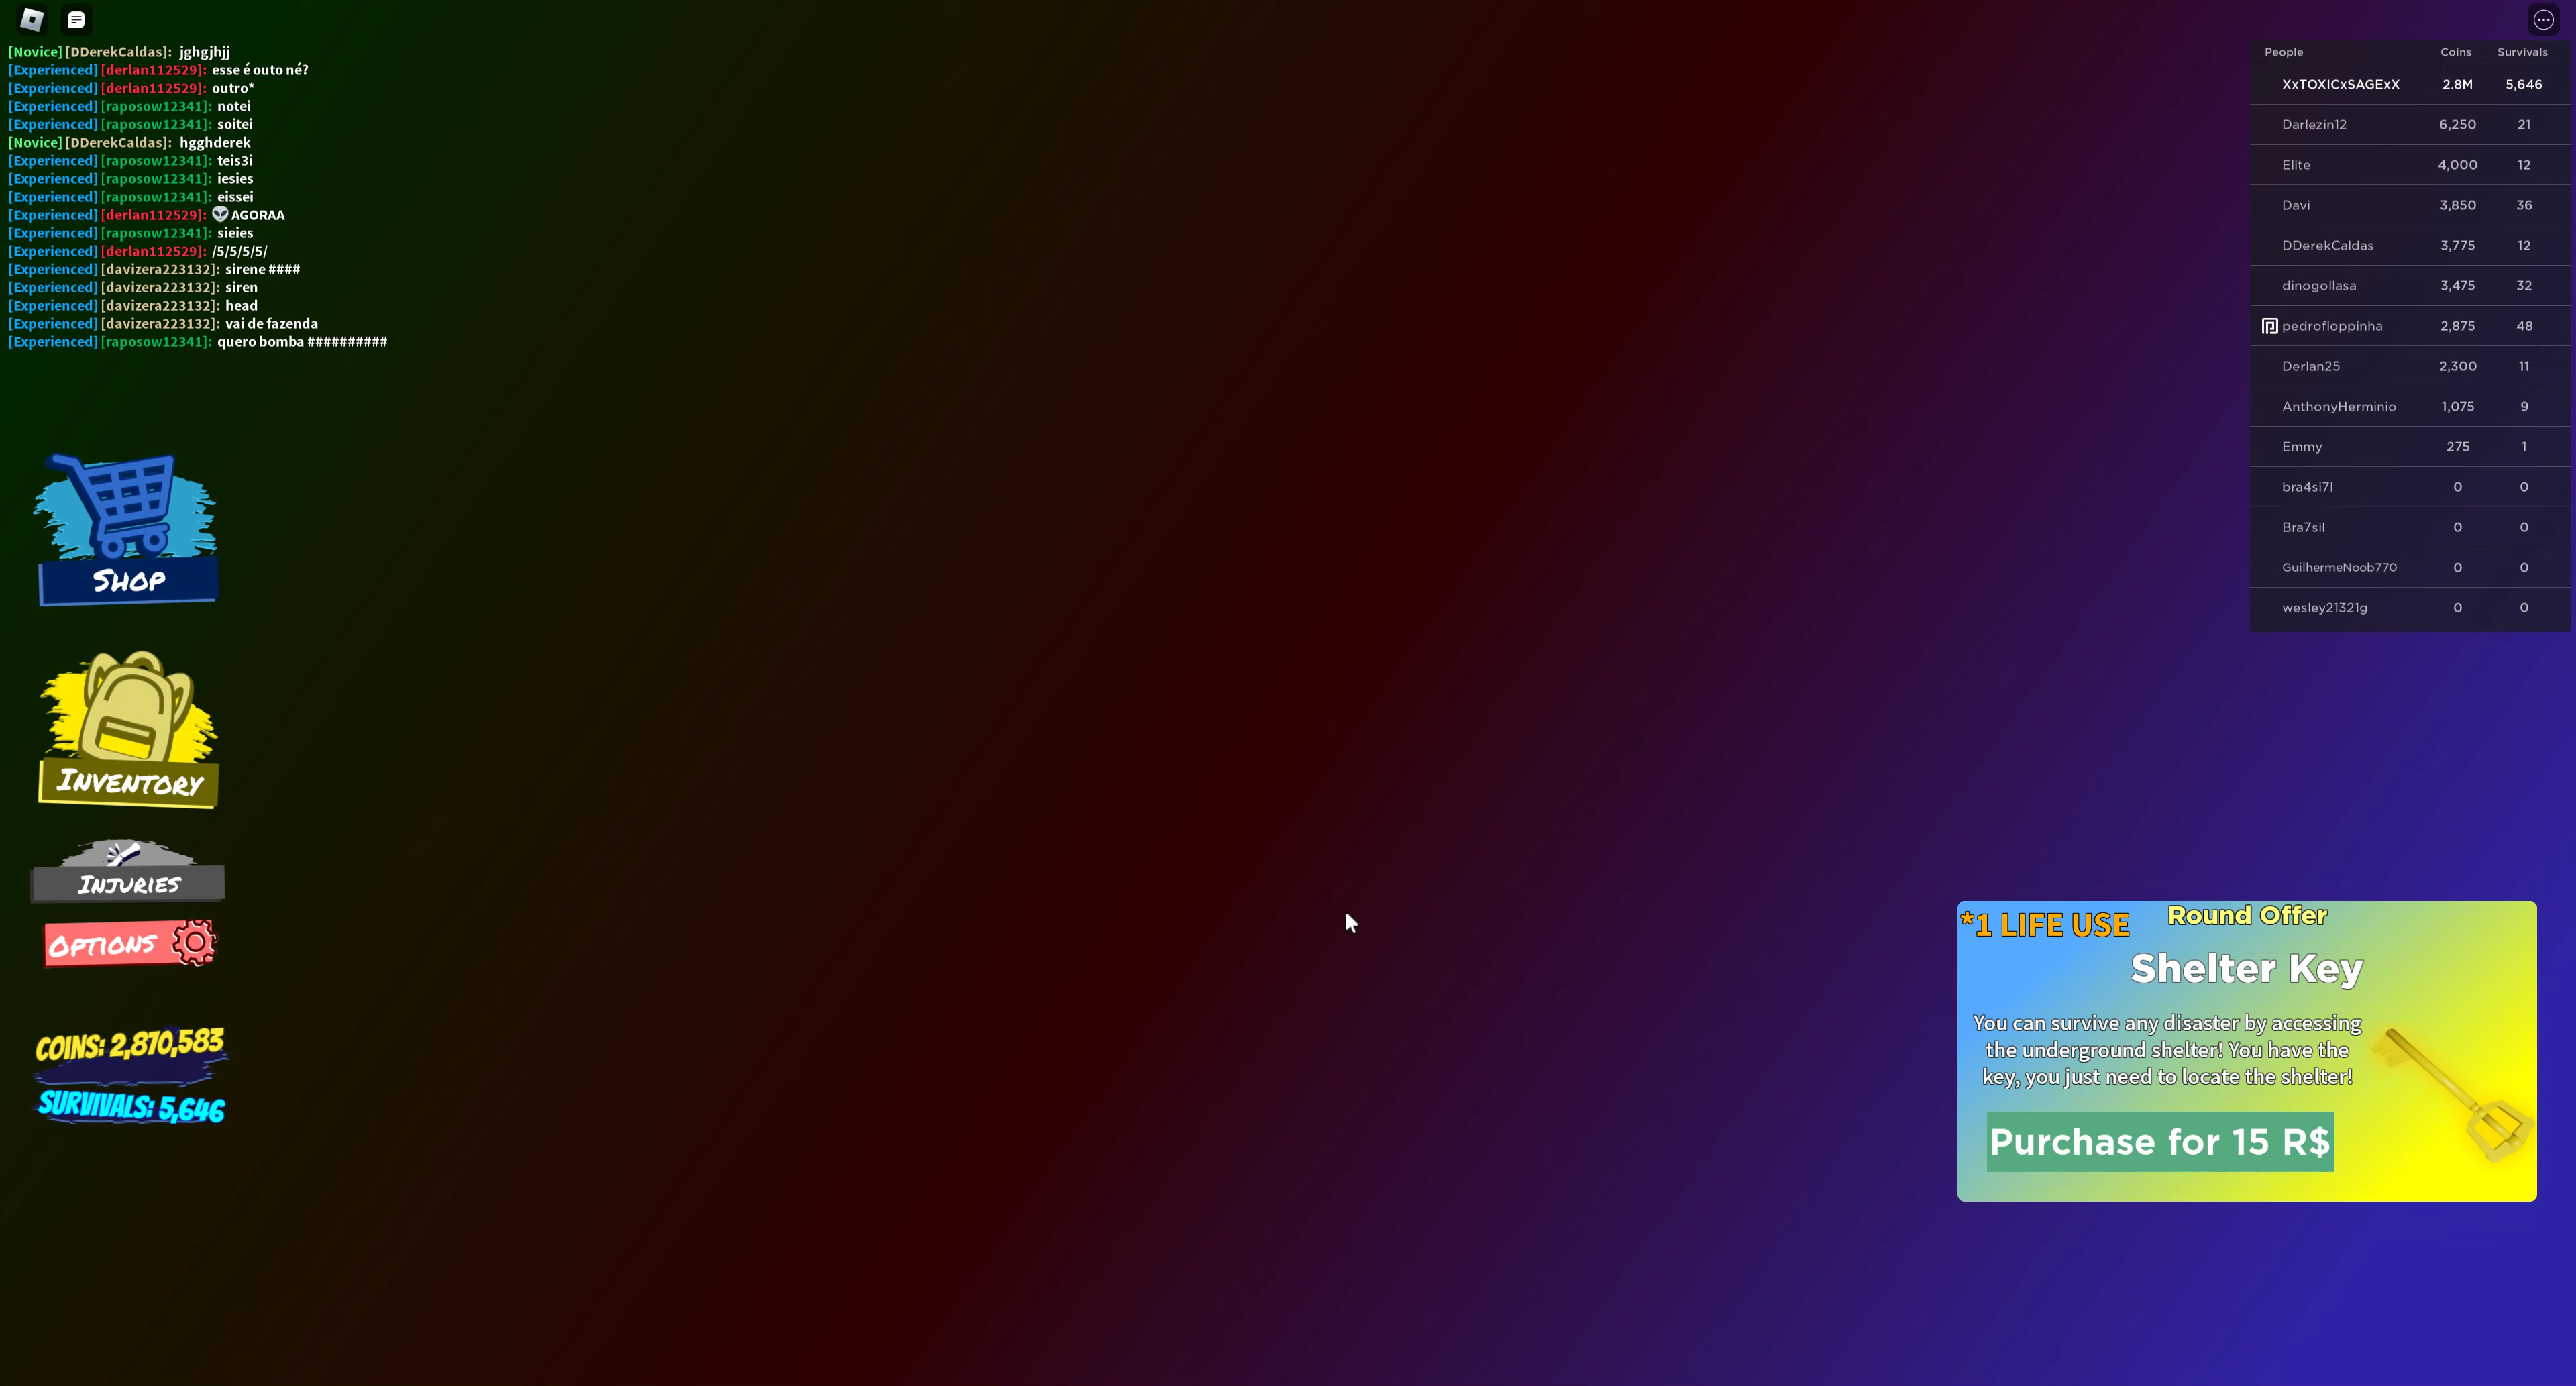 [Novice] [DDerekCaldas]: jghgjhjj
[Experienced] [derlan112529]: esse é outo né?
[Experienced] [derlan112529]: outro*
[Experienced] [raposow12341]: notei
[Experienced] [raposow12341]: soitei
[Novice] [DDerekCaldas]: hgghderek
[Experienced] [raposow12341]: teis3i
[Experienced] [raposow12341]: iesies
[Experienced] [raposow12341]: eissei
[Experienced] [derlan112529]: 👽 AGORAA
[Experienced] [raposow12341]: sieies
[Experienced] [derlan112529]: /5/5/5/5/
[Experienced] [davizera223132]: sirene ####
[Experienced] [davizera223132]: siren
[Experienced] [davizera223132]: head
[Experienced] [davizera223132]: vai de fazenda
[Experienced] [raposow12341]: quero bomba ##########
SHOP
INVENTORY
INJURIES
OPTIONS
COINS: 2,870,583
SURVIVALS: 5,646
People Coins Survivals
XxTOXICxSAGExX 2.8M 5,646
Darlezin12 6,250 21
Elite 4,000 12
Davi 3,850 36
DDerekCaldas 3,775 12
dinogollasa 3,475 32
pedrofloppinha 2,875 48
Derlan25 2,300 11
AnthonyHerminio 1,075 9
Emmy 275 1
bra4si7l 0 0
Bra7sil 0 0
GuilhermeNoob770 0 0
wesley21321g 0 0
*1 LIFE USE Round Offer
Shelter Key
You can survive any disaster by accessing
the underground shelter! You have the
key, you just need to locate the shelter!
Purchase for 15 R$